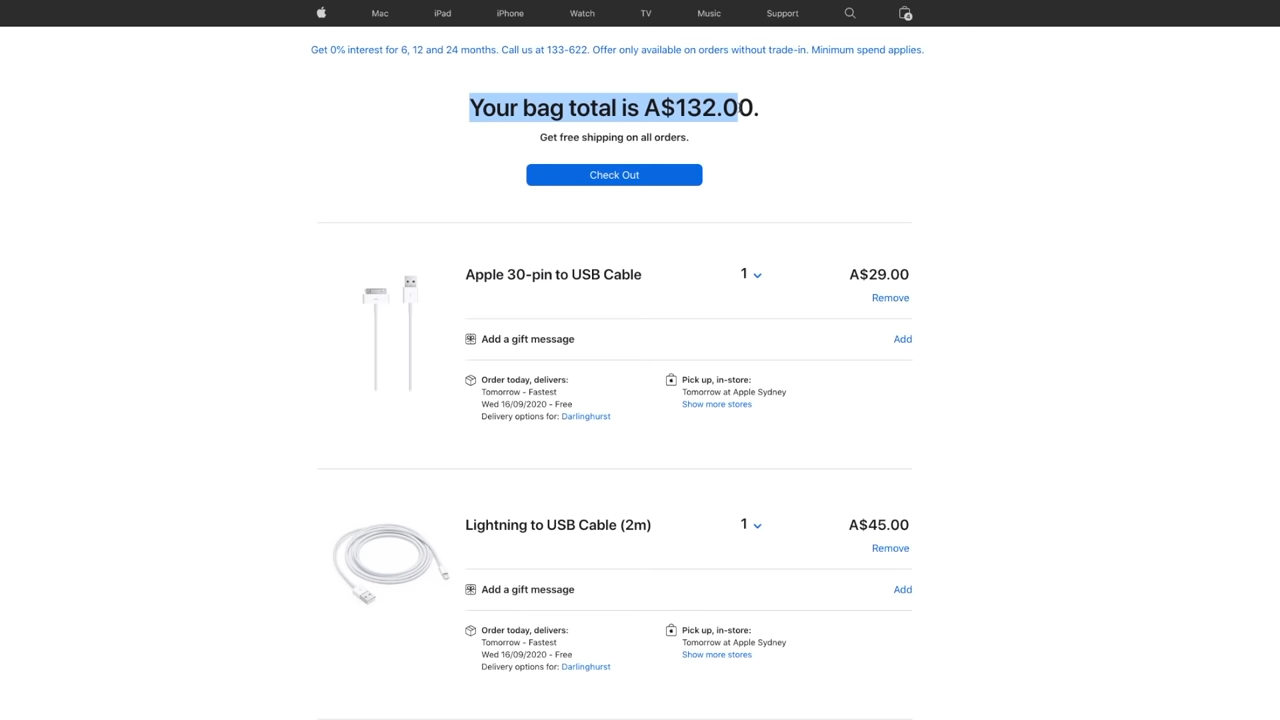 Mac iPad iPhone Watch TV Music Support 4
Get 0% interest for 6, 12 and 24 months. Call us at 133-622. Offer only available on orders without trade-in. Minimum spend applies.
Your bag total is A$132.00.
Get free shipping on all orders.
Check Out
Apple 30-pin to USB Cable 1 A$29.00
Remove
Add a gift message Add
Order today, delivers: Pick up, in-store:
Tomorrow - Fastest Tomorrow at Apple Sydney
Wed 16/09/2020 - Free Show more stores
Delivery options for: Darlinghurst
Lightning to USB Cable (2m) 1 A$45.00
Remove
Add a gift message Add
Order today, delivers: Pick up, in-store:
Tomorrow - Fastest Tomorrow at Apple Sydney
Wed 16/09/2020 - Free Show more stores
Delivery options for: Darlinghurst